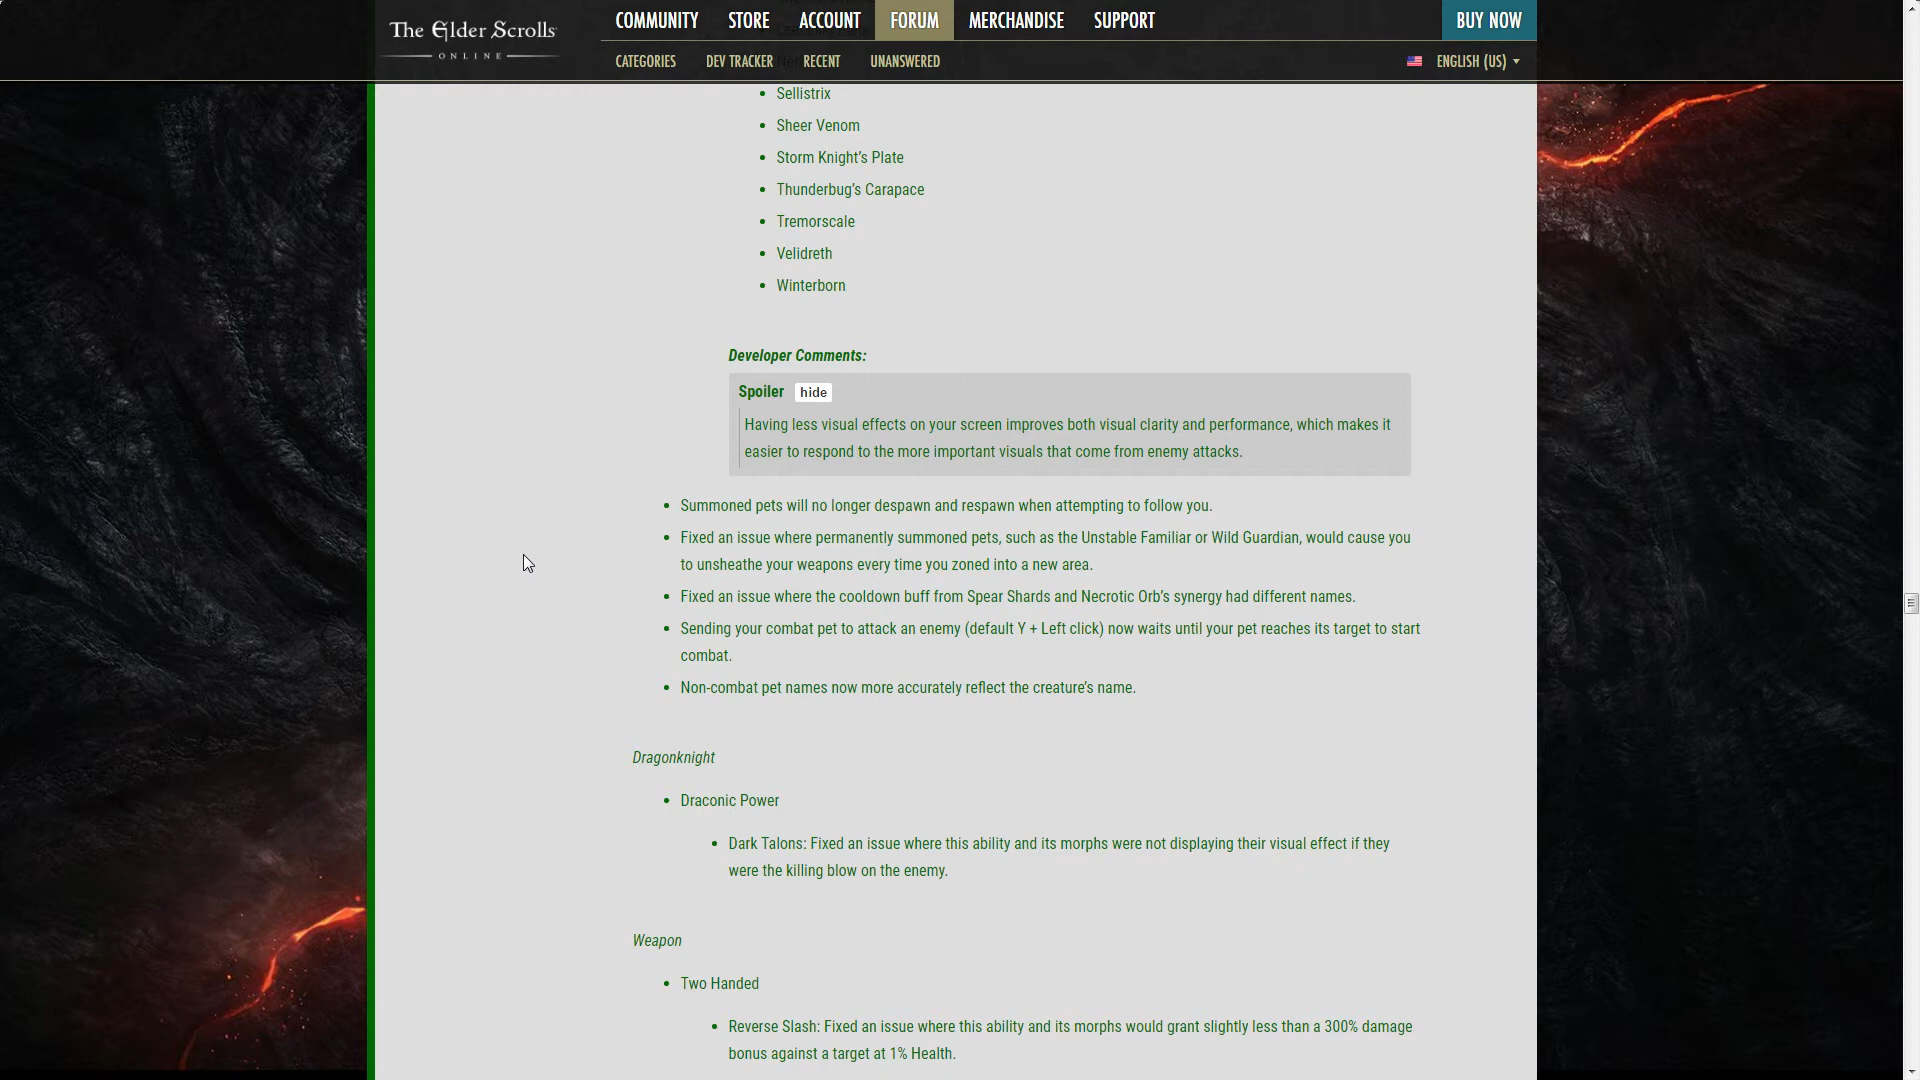 The Elder Scrolls
ONLINE
COMMUNITY STORE ACCOUNT FORUM MERCHANDISE SUPPORT BUY NOW
CATEGORIES DEV TRACKER RECENT UNANSWERED ENGLISH (US)
• Sellistrix
• Sheer Venom
• Storm Knight’s Plate
• Thunderbug’s Carapace
• Tremorscale
• Velidreth
• Winterborn
Developer Comments:
Spoiler hide
Having less visual effects on your screen improves both visual clarity and performance, which makes it
easier to respond to the more important visuals that come from enemy attacks.
• Summoned pets will no longer despawn and respawn when attempting to follow you.
• Fixed an issue where permanently summoned pets, such as the Unstable Familiar or Wild Guardian, would cause you
to unsheathe your weapons every time you zoned into a new area.
• Fixed an issue where the cooldown buff from Spear Shards and Necrotic Orb’s synergy had different names.
• Sending your combat pet to attack an enemy (default Y + Left click) now waits until your pet reaches its target to start
combat.
• Non-combat pet names now more accurately reflect the creature’s name.
Dragonknight
• Draconic Power
• Dark Talons: Fixed an issue where this ability and its morphs were not displaying their visual effect if they
were the killing blow on the enemy.
Weapon
• Two Handed
• Reverse Slash: Fixed an issue where this ability and its morphs would grant slightly less than a 300% damage
bonus against a target at 1% Health.